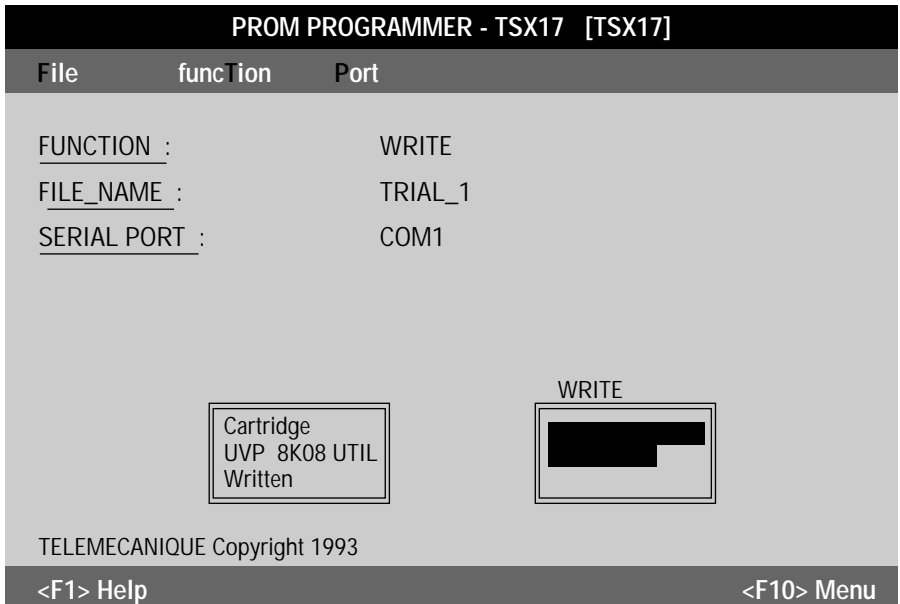 PROM PROGRAMMER - TSX17 [TSX17]
File funcTion Port
FUNCTION : WRITE
FILE_NAME : TRIAL_1
SERIAL PORT : COM1
WRITE
Cartridge
UVP 8K08 UTIL
Written
TELEMECANIQUE Copyright 1993
<F1> Help <F10> Menu